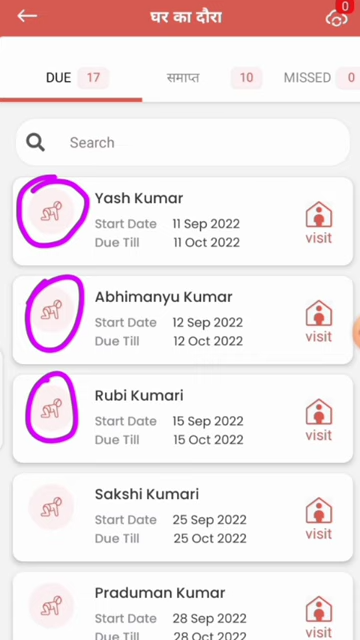 घर का दौरा
0
DUE 17 समाप्त 10 MISSED 0
Search
Yash Kumar
Start Date 11 Sep 2022
Due Till 11 Oct 2022
visit
Abhimanyu Kumar
Start Date 12 Sep 2022
Due Till 12 Oct 2022
visit
Rubi Kumari
Start Date 15 Sep 2022
Due Till 15 Oct 2022
visit
Sakshi Kumari
Start Date 25 Sep 2022
Due Till 25 Oct 2022
visit
Praduman Kumar
Start Date 28 Sep 2022
Due Till 28 Oct 2022
visit